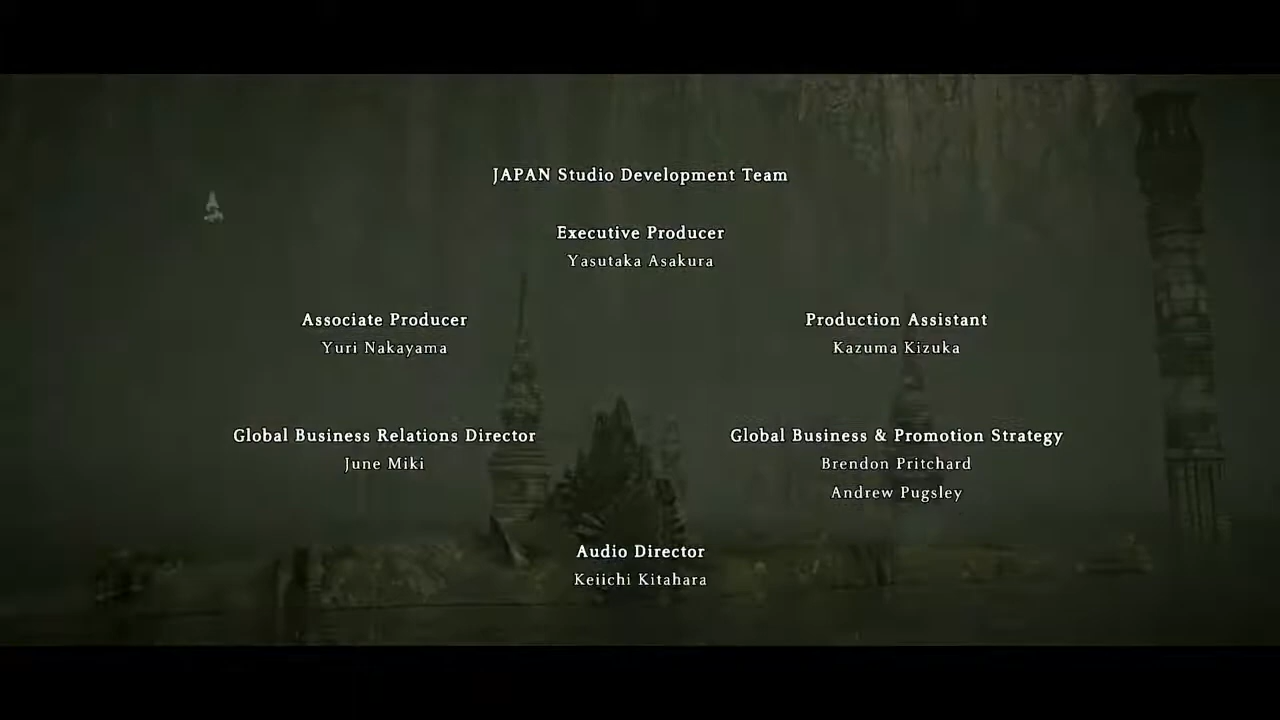 JAPAN Studio Development Team
Executive Producer
Yasutaka Asakura
Associate Producer
Yuri Nakayama
Production Assistant
Kazuma Kizuka
Global Business Relations Director
June Miki
Global Business & Promotion Strategy
Brendon Pritchard
Andrew Pugsley
Audio Director
Keiichi Kitahara